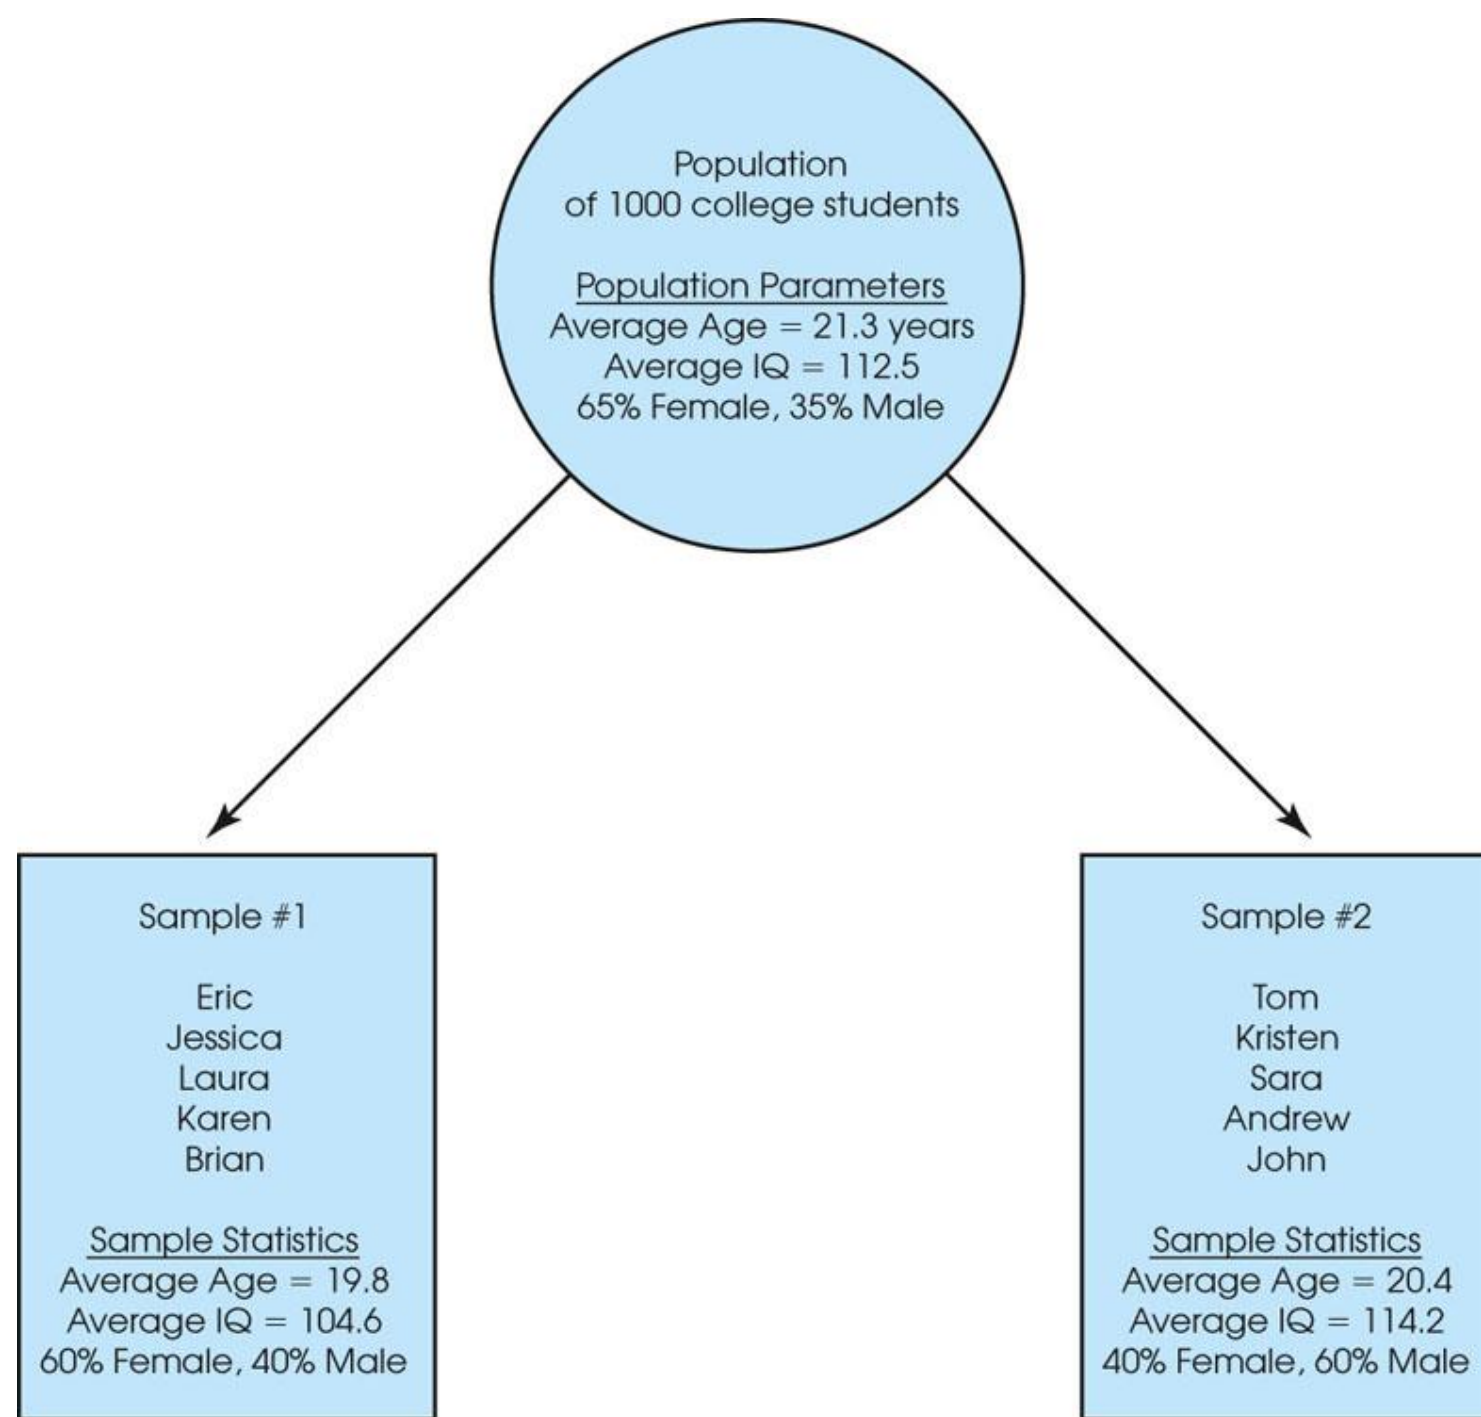 Population
of 1000 college students
Population Parameters
Average Age = 21.3 years
Average IQ = 112.5
65% Female, 35% Male
Sample #1
Eric
Jessica
Laura
Karen
Brian
Sample Statistics
Average Age = 19.8
Average IQ = 104.6
60% Female, 40% Male
Sample #2
Tom
Kristen
Sara
Andrew
John
Sample Statistics
Average Age = 20.4
Average IQ = 114.2
40% Female, 60% Male